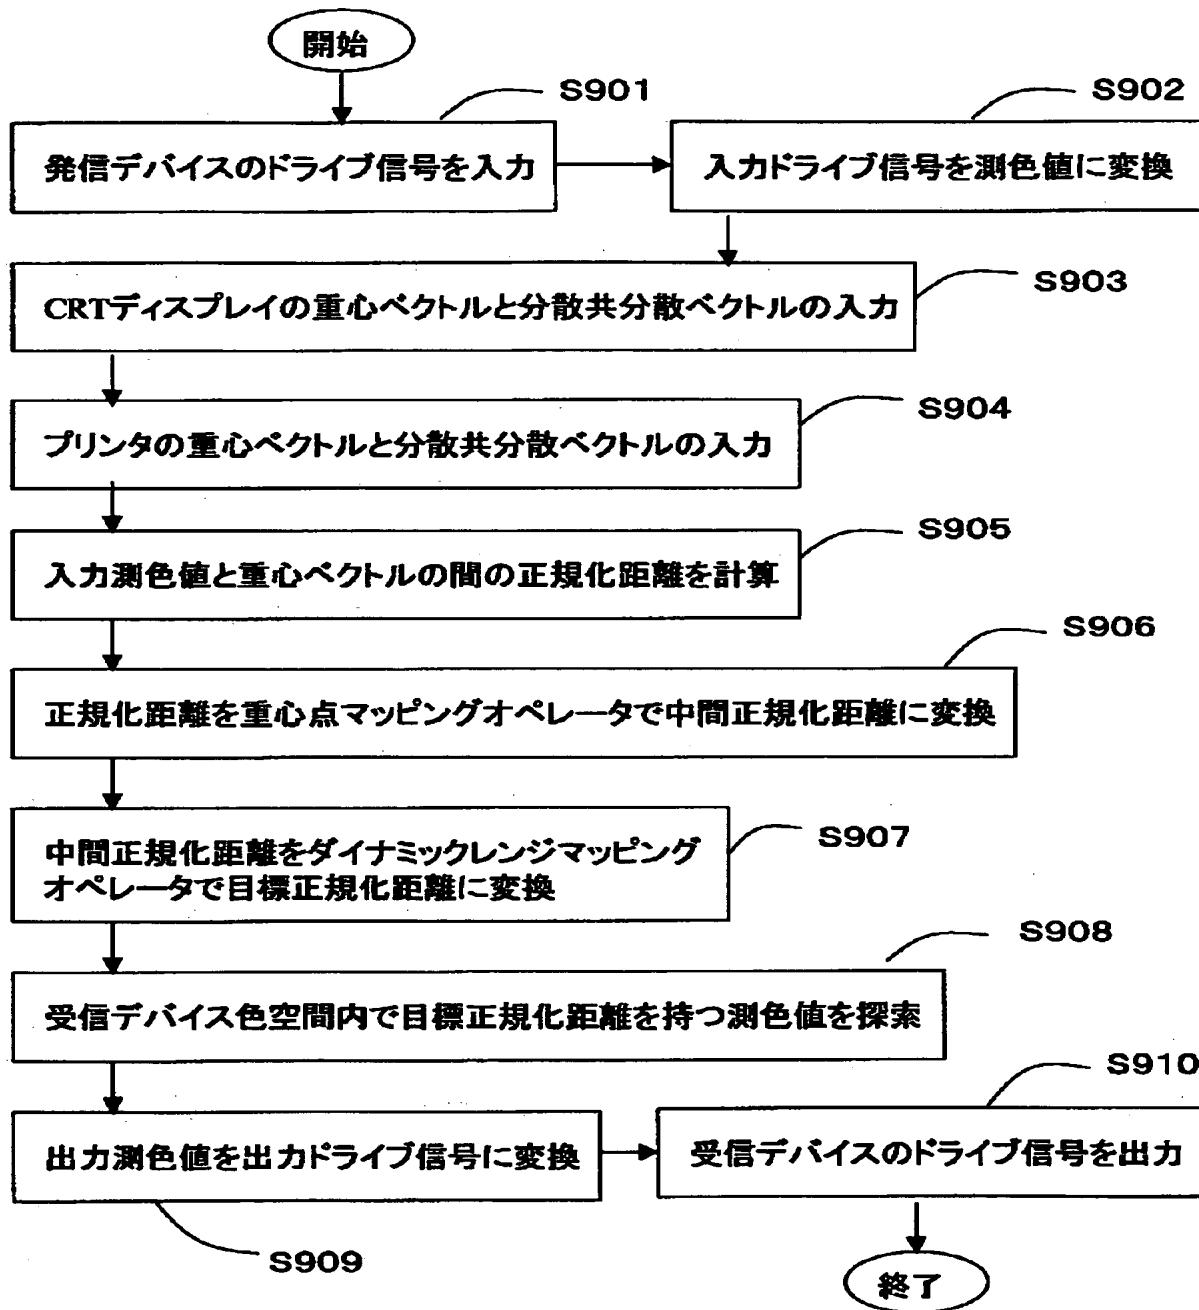 開始
S901
発信デバイスのドライブ信号を入力
S902
入力ドライブ信号を測色値に変換
S903
CRTディスプレイの重心ベクトルと分散共分散ベクトルの入力
S904
プリンタの重心ベクトルと分散共分散ベクトルの入力
S905
入力測色値と重心ベクトルの間の正規化距離を計算
S906
正規化距離を重心点マッピングオペレータで中間正規化距離に変換
S907
中間正規化距離をダイナミックレンジマッピング
オペレータで目標正規化距離に変換
S908
受信デバイス色空間内で目標正規化距離を持つ測色値を探索
S909
出力測色値を出力ドライブ信号に変換
S910
受信デバイスのドライブ信号を出力
終了